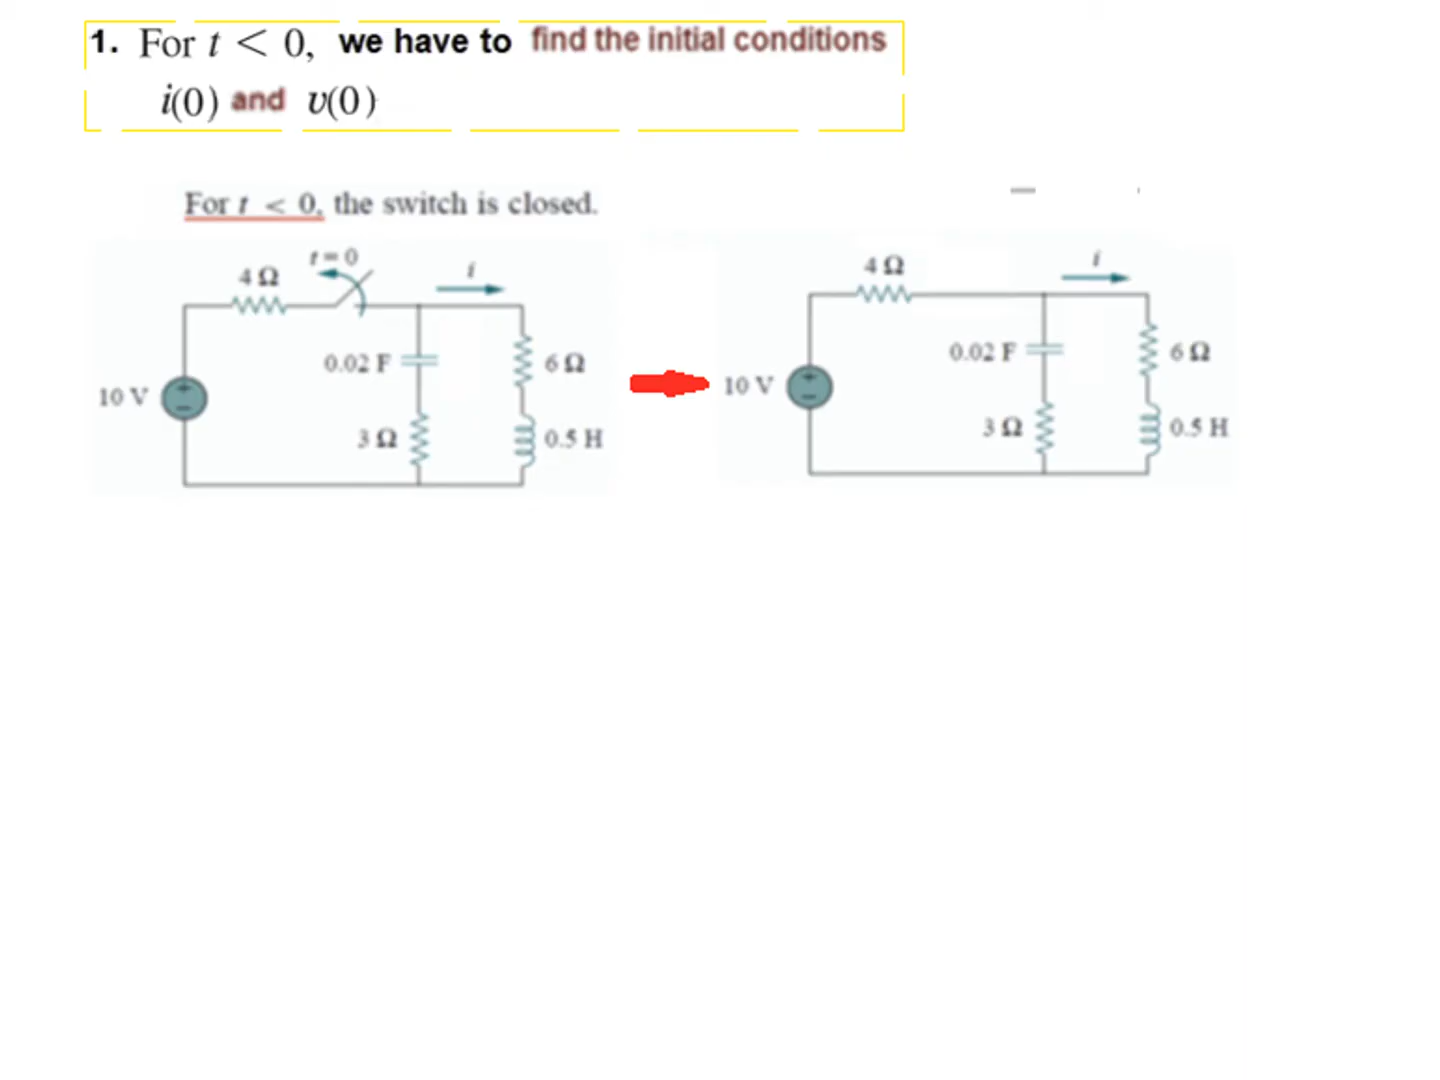 1. For t < 0, we have to find the initial conditions
i(0) and v(0)
For t < 0, the switch is closed.
t = 0
4 Ω
i
0.02 F
6 Ω
10 V
3 Ω
0.5 H
4 Ω
i
0.02 F
6 Ω
10 V
3 Ω
0.5 H